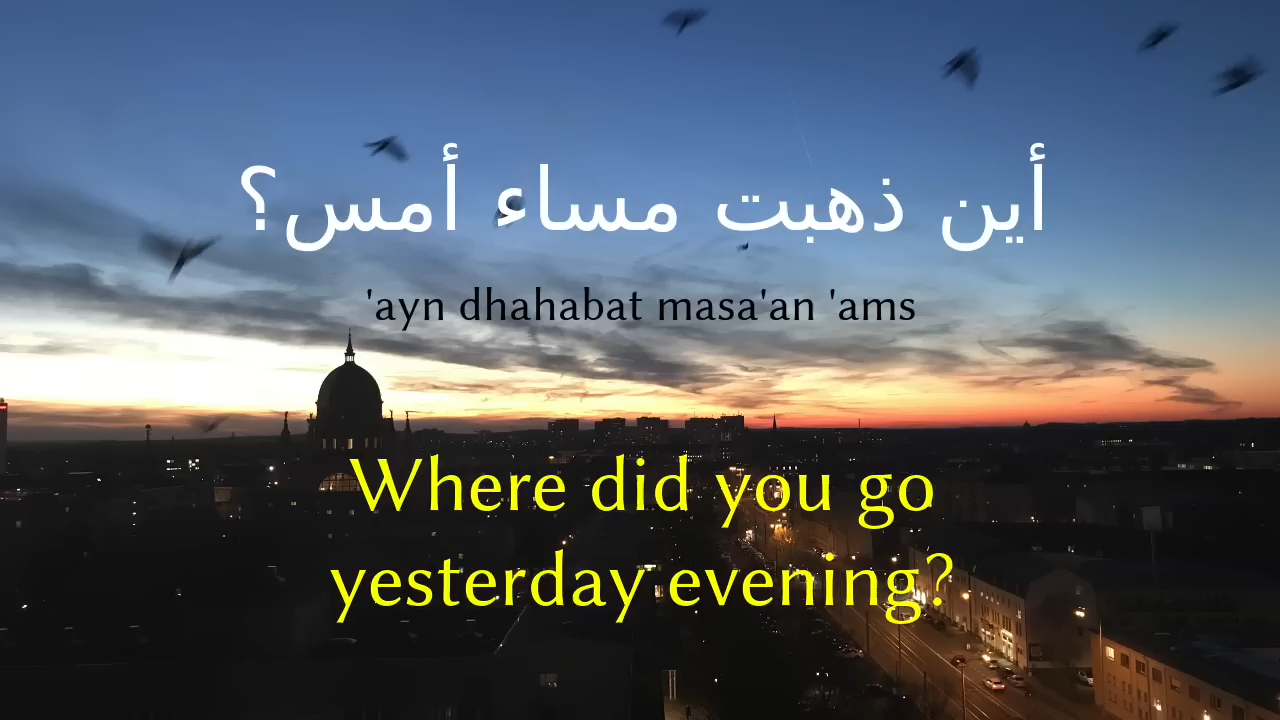 أين ذهبت مساء أمس؟
'ayn dhahabat masa'an 'ams
Where did you go
yesterday evening?